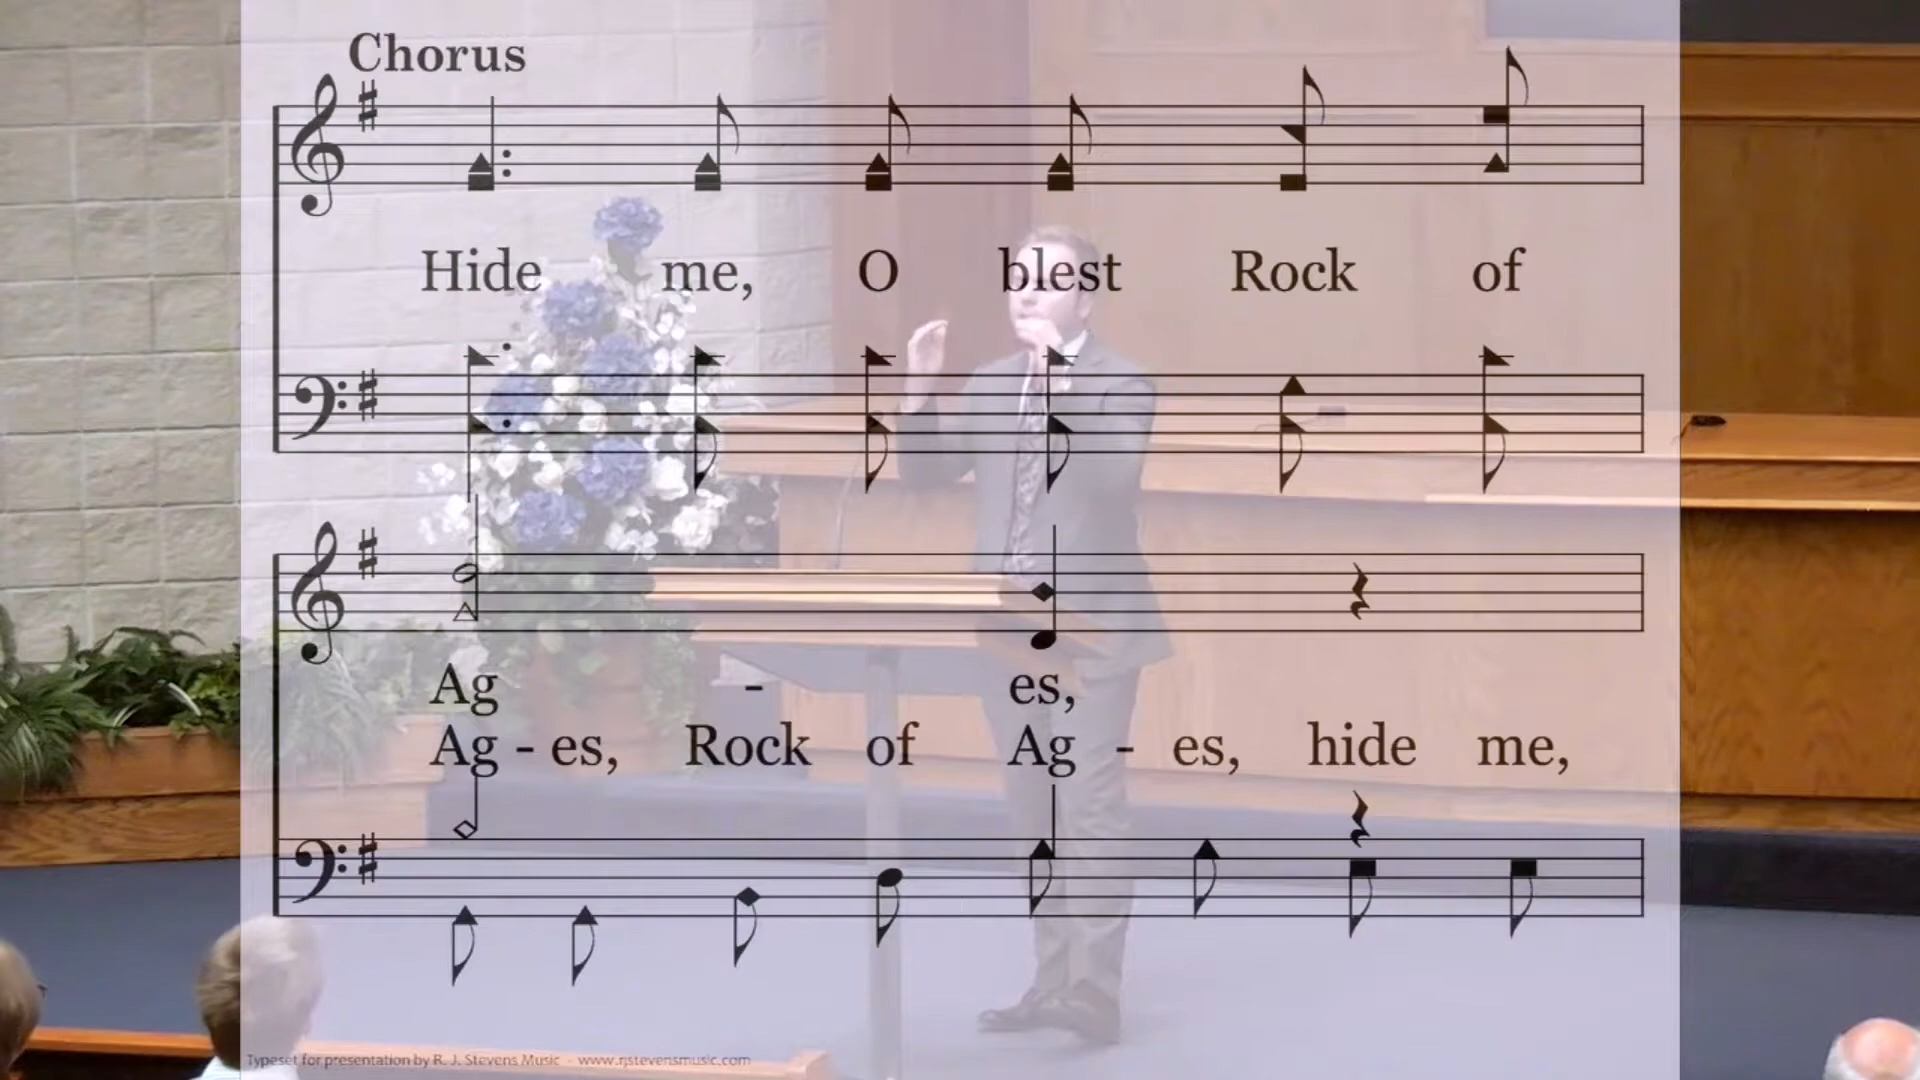 Chorus
Hide me, O blest Rock of
Ag - es,
Ag - es, Rock of Ag - es, hide me,
Typeset for presentation by R. J. Stevens Music - www.rjstevensmusic.com